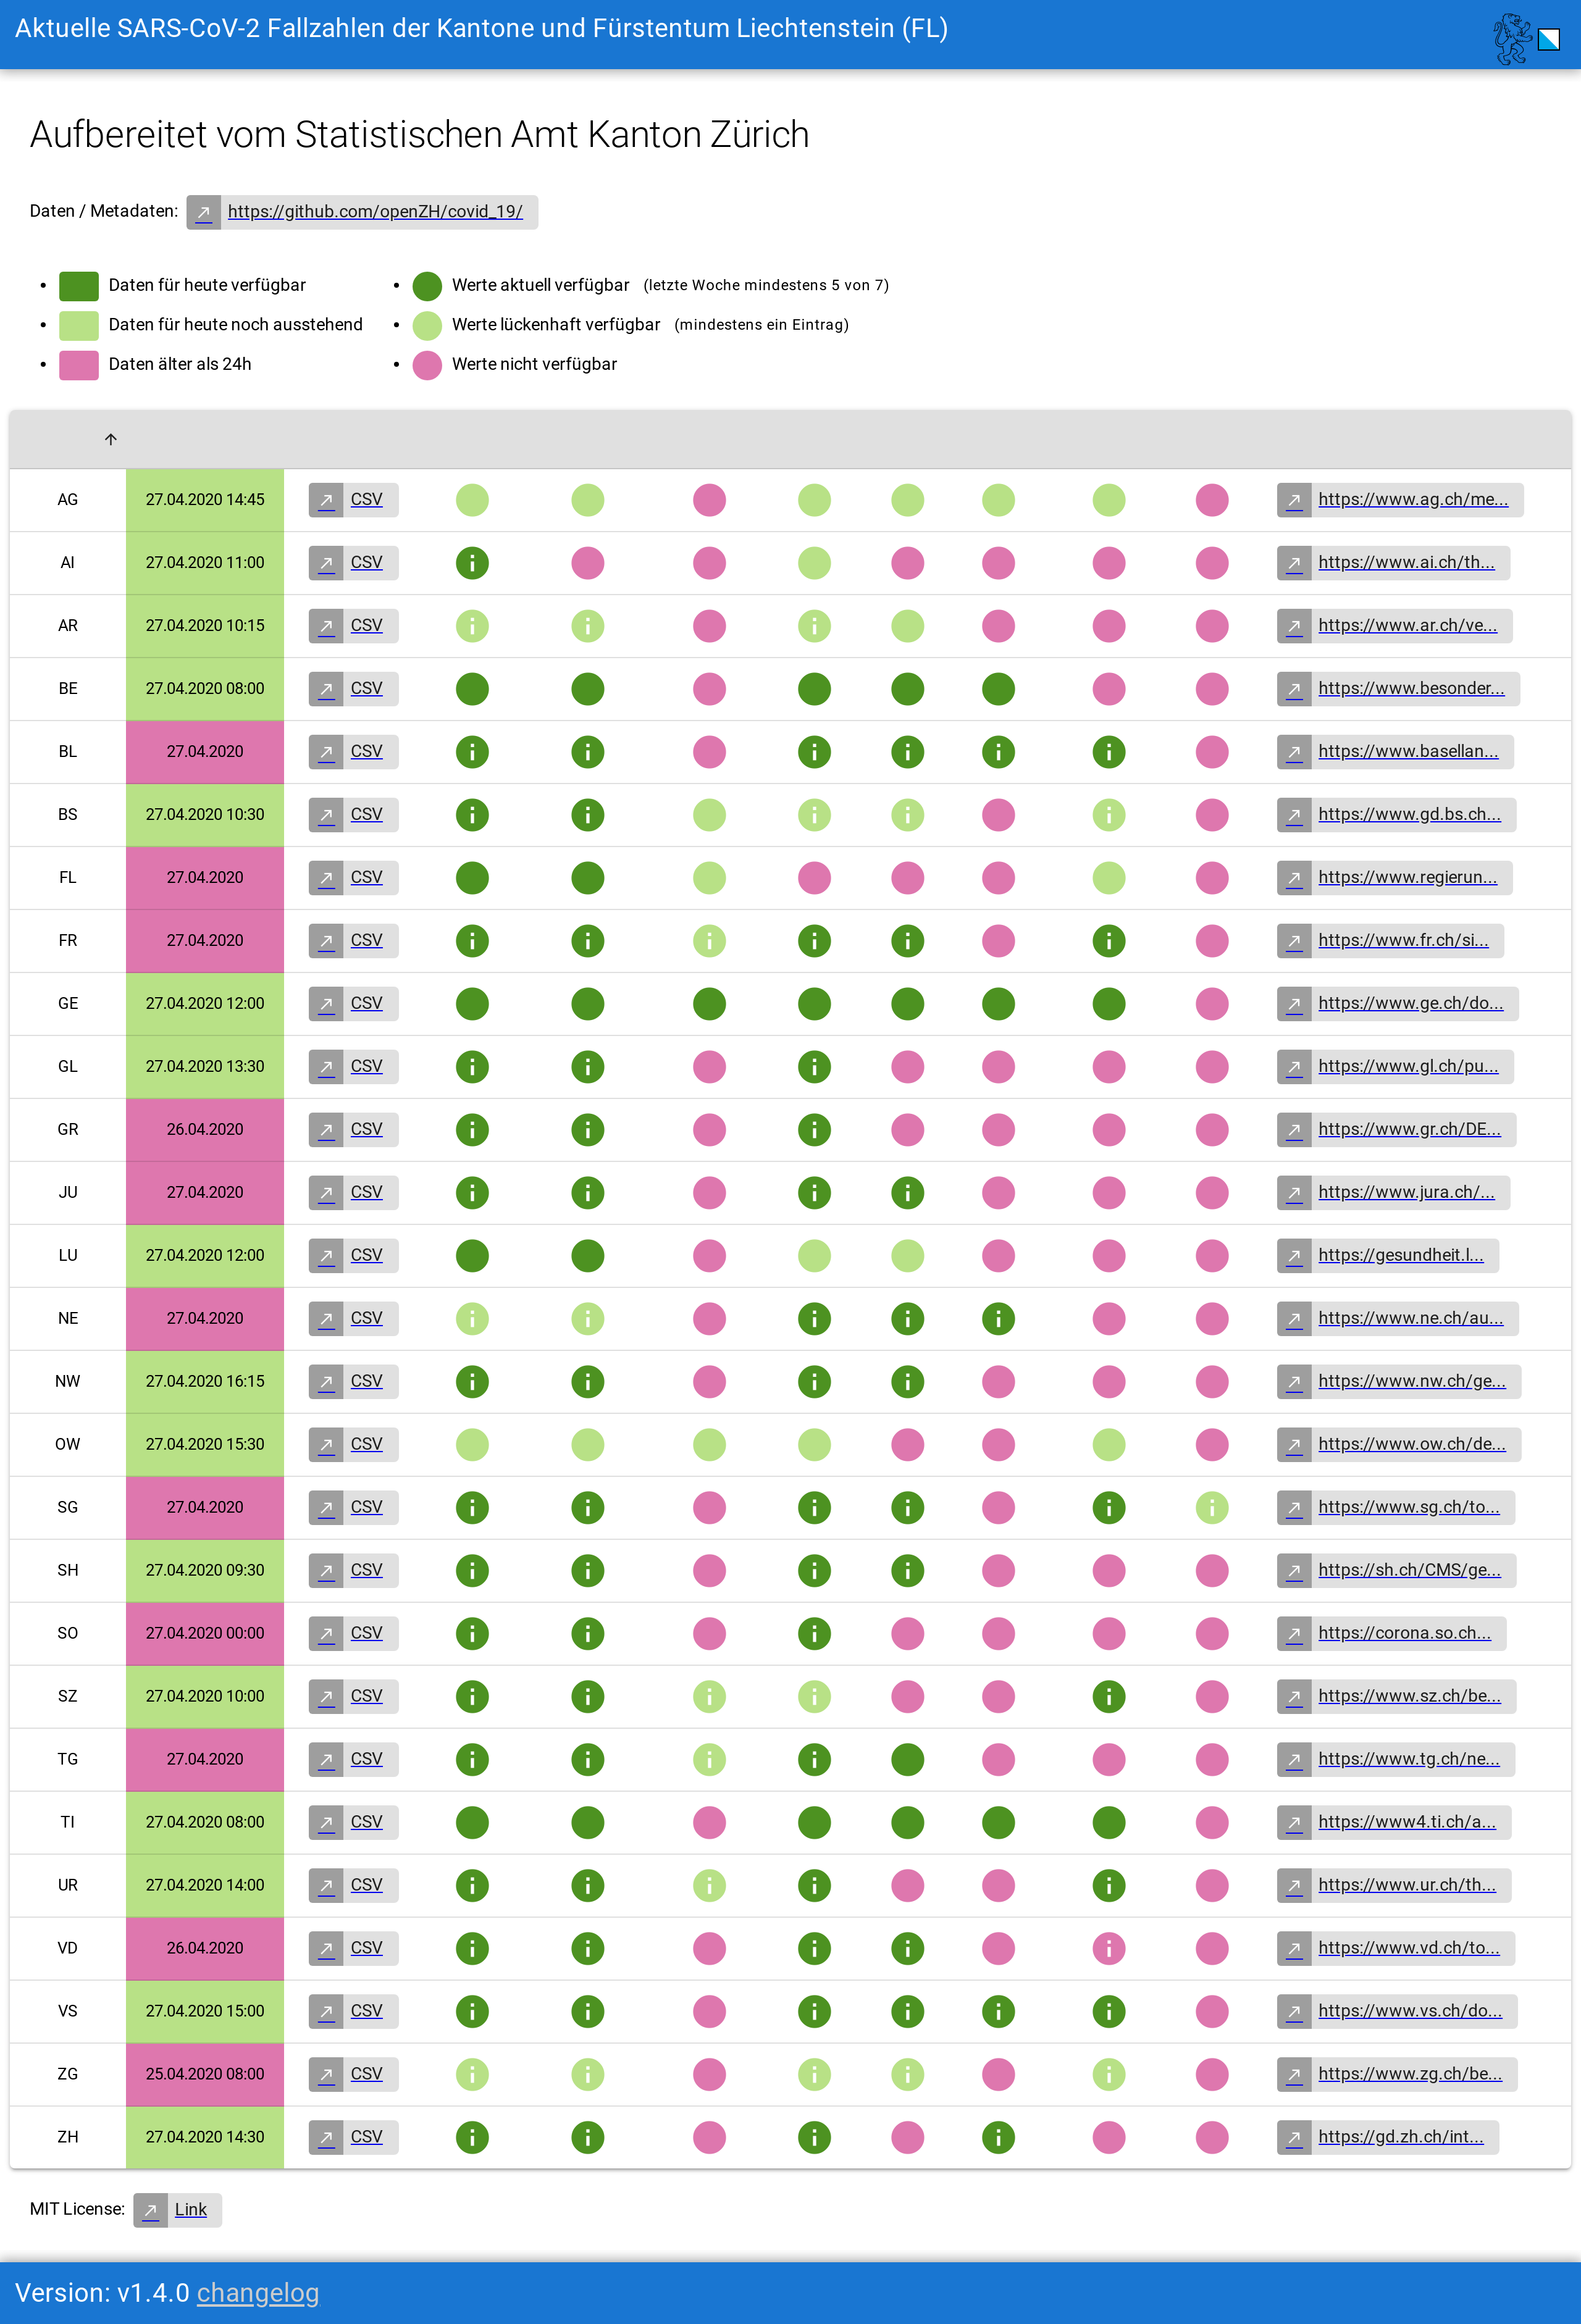 Aktuelle SARS-CoV-2 Fallzahlen der Kantone und Fürstentum Liechtenstein (FL)
Aufbereitet vom Statistischen Amt Kanton Zürich
Daten / Metadaten: https://github.com/openZH/covid_19/
Daten für heute verfügbar Werte aktuell verfügbar (letzte Woche mindestens 5 von 7)
Daten für heute noch ausstehend Werte lückenhaft verfügbar (mindestens ein Eintrag)
Daten älter als 24h Werte nicht verfügbar
AG 27.04.2020 14:45 CSV https://www.ag.ch/me...
AI 27.04.2020 11:00 CSV https://www.ai.ch/th...
AR 27.04.2020 10:15 CSV https://www.ar.ch/ve...
BE 27.04.2020 08:00 CSV https://www.besonder...
BL 27.04.2020 CSV https://www.basellan...
BS 27.04.2020 10:30 CSV https://www.gd.bs.ch...
FL 27.04.2020 CSV https://www.regierun...
FR 27.04.2020 CSV https://www.fr.ch/si...
GE 27.04.2020 12:00 CSV https://www.ge.ch/do...
GL 27.04.2020 13:30 CSV https://www.gl.ch/pu...
GR 26.04.2020 CSV https://www.gr.ch/DE...
JU 27.04.2020 CSV https://www.jura.ch/...
LU 27.04.2020 12:00 CSV https://gesundheit.l...
NE 27.04.2020 CSV https://www.ne.ch/au...
NW 27.04.2020 16:15 CSV https://www.nw.ch/ge...
OW 27.04.2020 15:30 CSV https://www.ow.ch/de...
SG 27.04.2020 CSV https://www.sg.ch/to...
SH 27.04.2020 09:30 CSV https://sh.ch/CMS/ge...
SO 27.04.2020 00:00 CSV https://corona.so.ch...
SZ 27.04.2020 10:00 CSV https://www.sz.ch/be...
TG 27.04.2020 CSV https://www.tg.ch/ne...
TI 27.04.2020 08:00 CSV https://www4.ti.ch/a...
UR 27.04.2020 14:00 CSV https://www.ur.ch/th...
VD 26.04.2020 CSV https://www.vd.ch/to...
VS 27.04.2020 15:00 CSV https://www.vs.ch/do...
ZG 25.04.2020 08:00 CSV https://www.zg.ch/be...
ZH 27.04.2020 14:30 CSV https://gd.zh.ch/int...
MIT License: Link
Version: v1.4.0 changelog